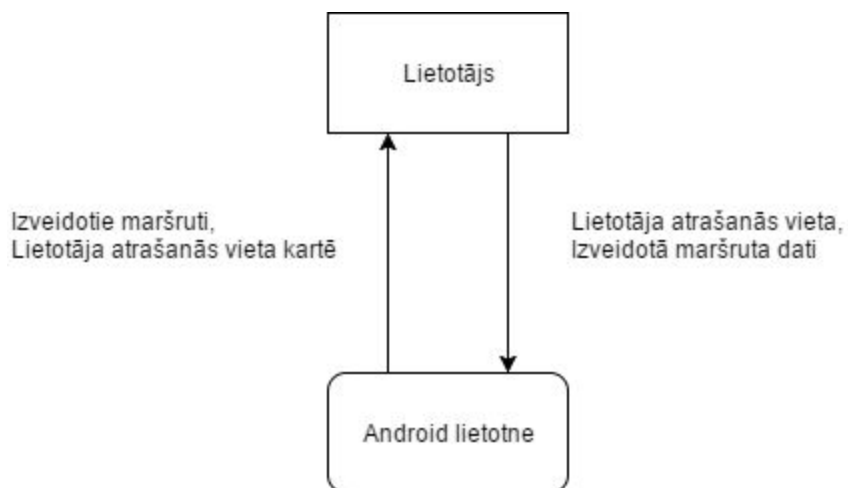 Lietotājs
Izveidotie maršruti,
Lietotāja atrašanās vieta kartē
Lietotāja atrašanās vieta,
Izveidotā maršruta dati
Android lietotne